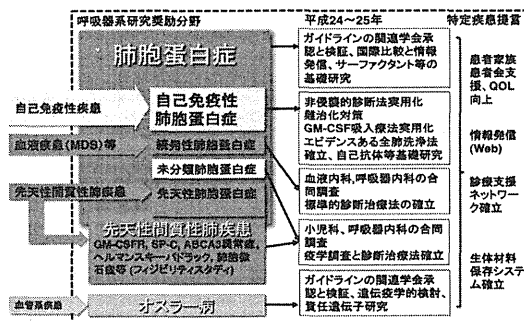 呼吸器系研究奨励分野
平成24～25年
特定疾患提言
肺胞蛋白症
ガイドラインの関連学会承
認と検証、国際比較と情報
発信、サーファクタント等の
基礎研究
自己免疫性疾患
自己免疫性
肺胞蛋白症
非侵襲的診断法実用化
難治化対策
GM-CSF吸入療法実用化
エビデンスある全肺洗浄法
確立、自己抗体等基礎研究
血液疾患(MDS)等
続発性肺胞蛋白症
未分類肺胞蛋白症
血液内科,呼吸器内科の合
同調査
標準的診断治療法の確立
先天性間質性肺疾患
先天性肺胞蛋白症
先天性間質性肺疾患
GM-CSFR, SP-C, ABCA3異常症,
ヘルマンスキーパドラック, 肺胞微
石症等 (フィジビリティスタディ)
小児科、呼吸器内科の合同
調査
疫学調査と診断治療法確立
血管系疾患
オスラー病
ガイドラインの関連学会承
認と検証、遺伝疫学的検討、
責任遺伝子研究
患者家族
患者会支
援、QOL
向上
情報発信
(Web)
診療支援
ネットワー
ク確立
生体材料
保存システ
ム確立